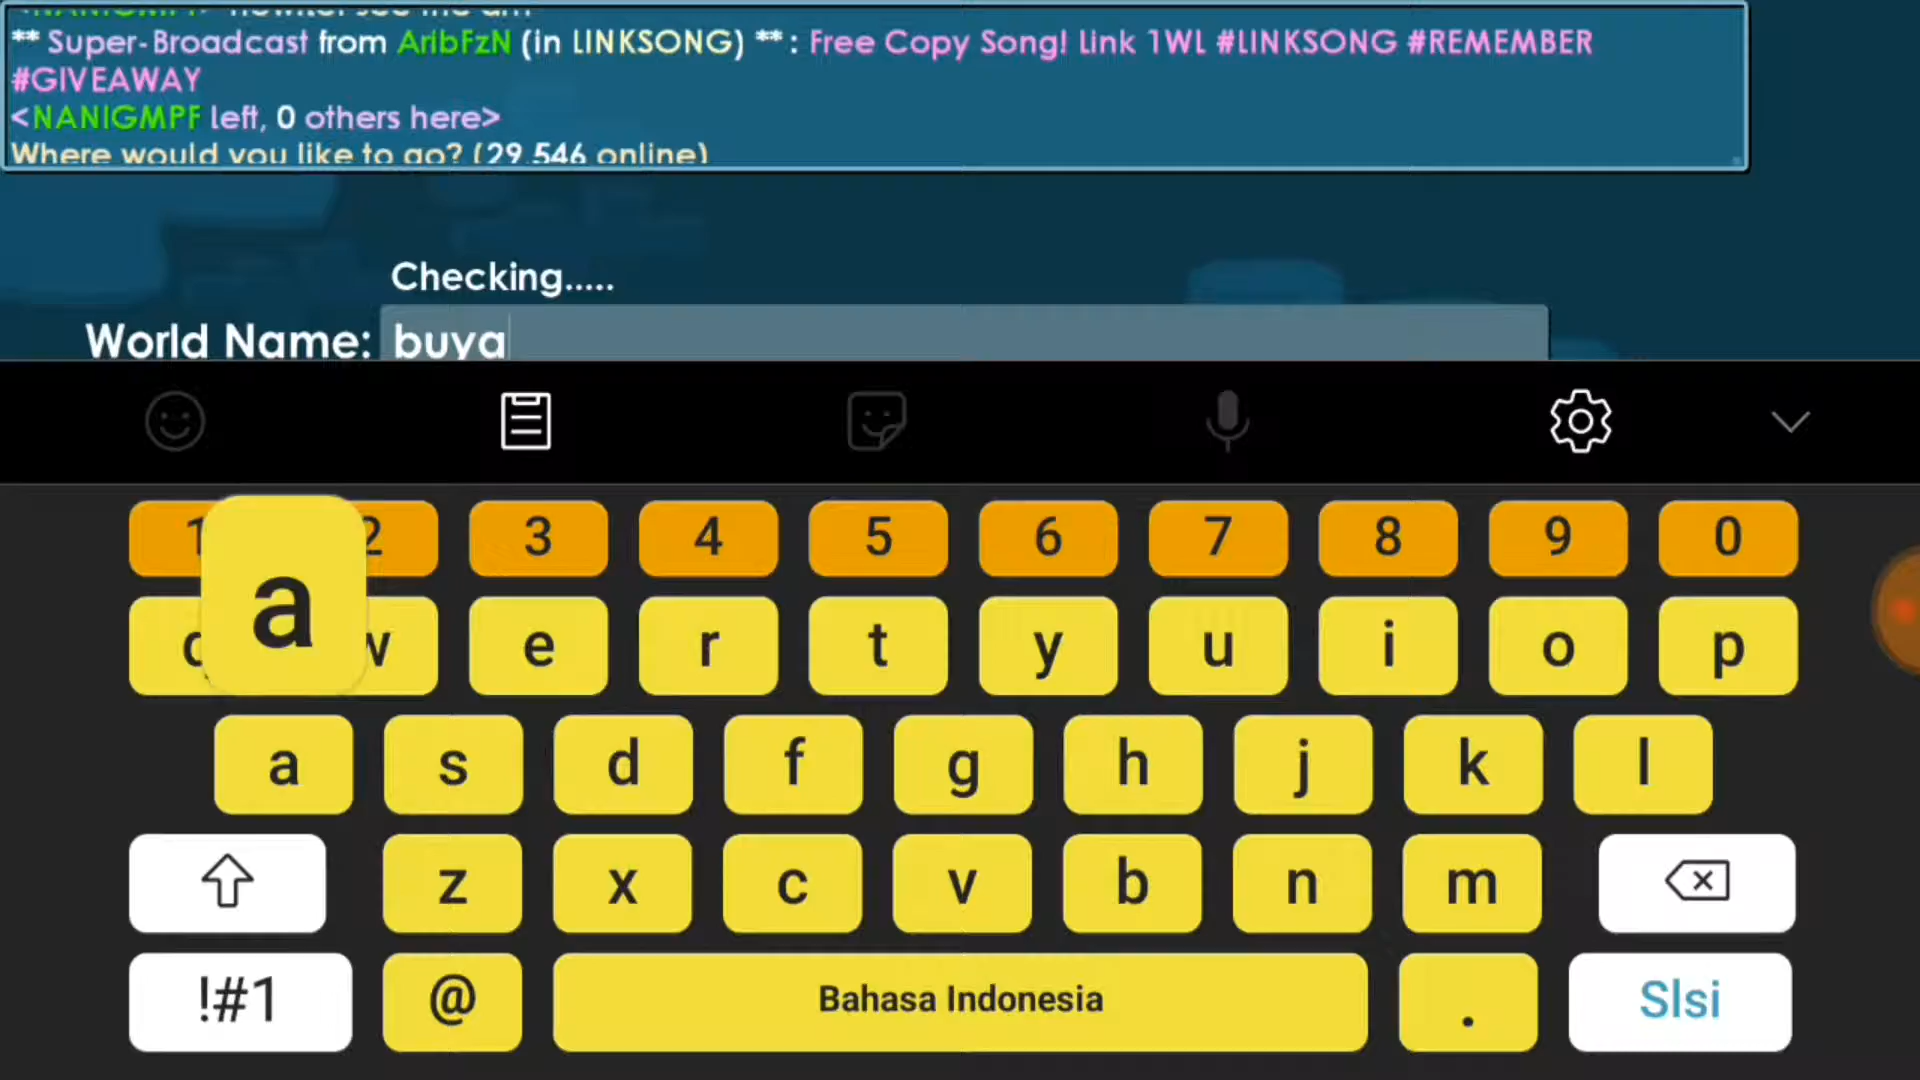 ** Super-Broadcast from AribFzN (in LINKSONG) ** : Free Copy Song! Link 1WL #LINKSONG #REMEMBER
#GIVEAWAY
<NANIGMPF left, 0 others here>
Where would you like to go? (29,546 online)
Checking.....
World Name: buya
1 2 3 4 5 6 7 8 9 0
q w e r t y u i o p
a
a s d f g h j k l
z x c v b n m
!#1 @ Bahasa Indonesia . Slsi